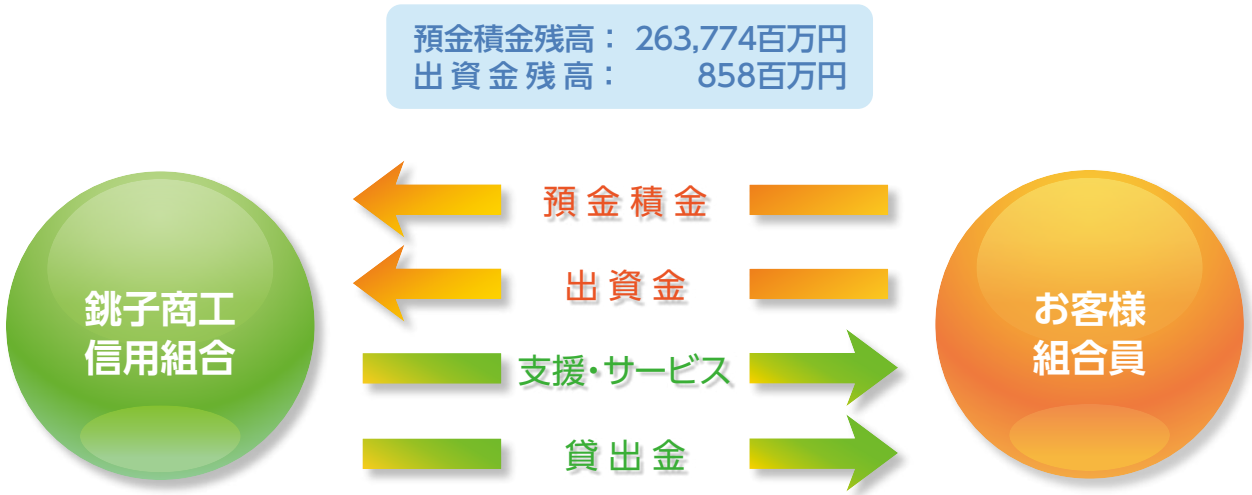 預金積金残高： 263,774百万円
出資金残高： 858百万円
預金積金
出資金
銚子商工
信用組合
お客様
組合員
支援・サービス
貸出金